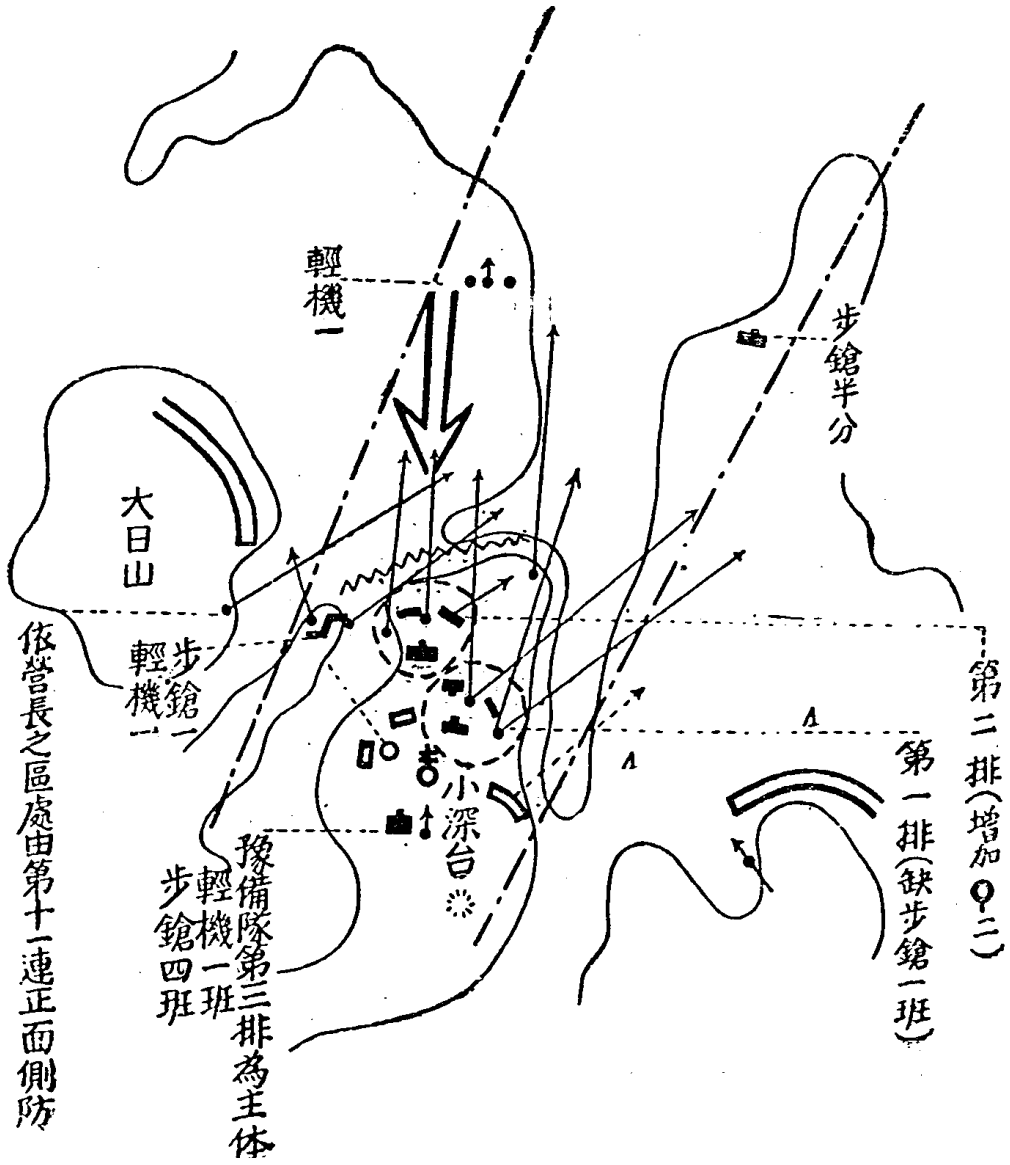 輕機一
步鎗半分
大日山
第二排(增加 二)
第一排(缺步鎗一班)
步鎗一
輕機一
小深台
豫備隊第三排為主体
輕機一班
步鎗四班
依營長之區處由第十一連正面側防